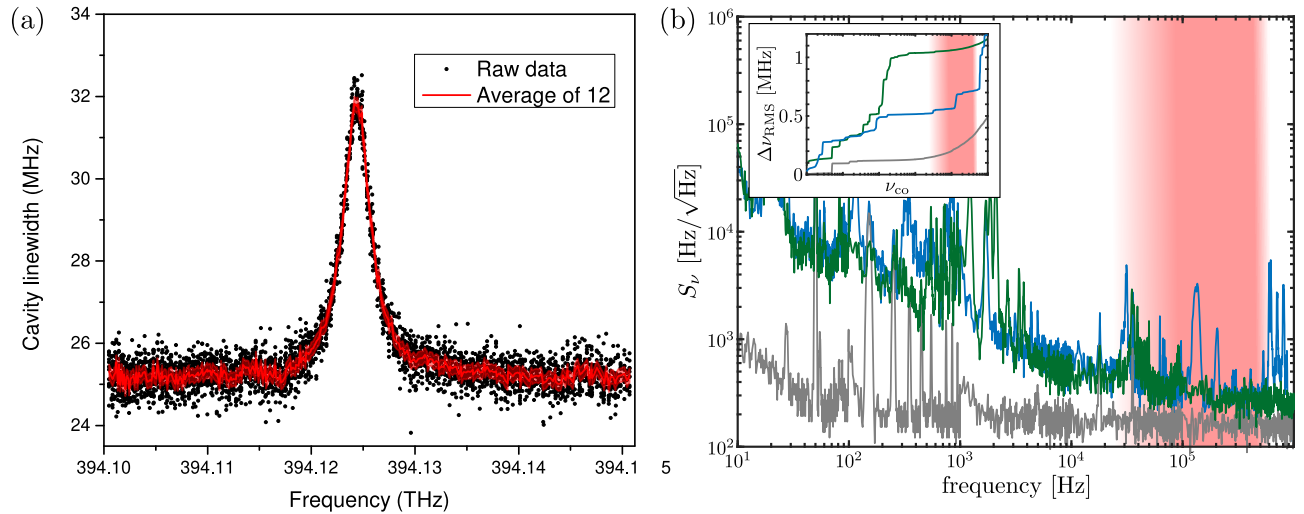 (a)
34
32
30
28
26
24
Cavity linewidth (MHz)
Raw data
Average of 12
394.10
394.11
394.12
394.13
394.14
394.1 5
Frequency (THz)
(b)
10^6
10^5
10^4
10^3
10^2
S_ν [Hz/√Hz]
1
0.5
0
Δν_RMS [MHz]
ν_co
10^1
10^2
10^3
10^4
10^5
frequency [Hz]